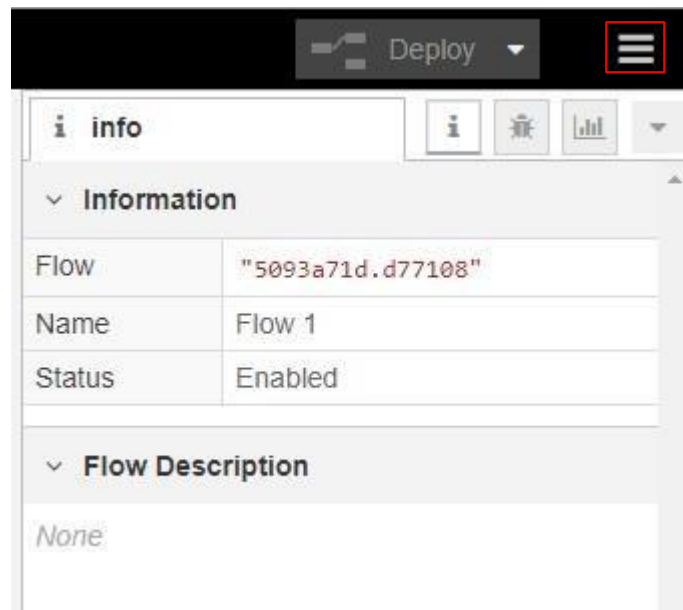 Deploy
i info i
Information
Flow "5093a71d.d77108"
Name Flow 1
Status Enabled
Flow Description
None